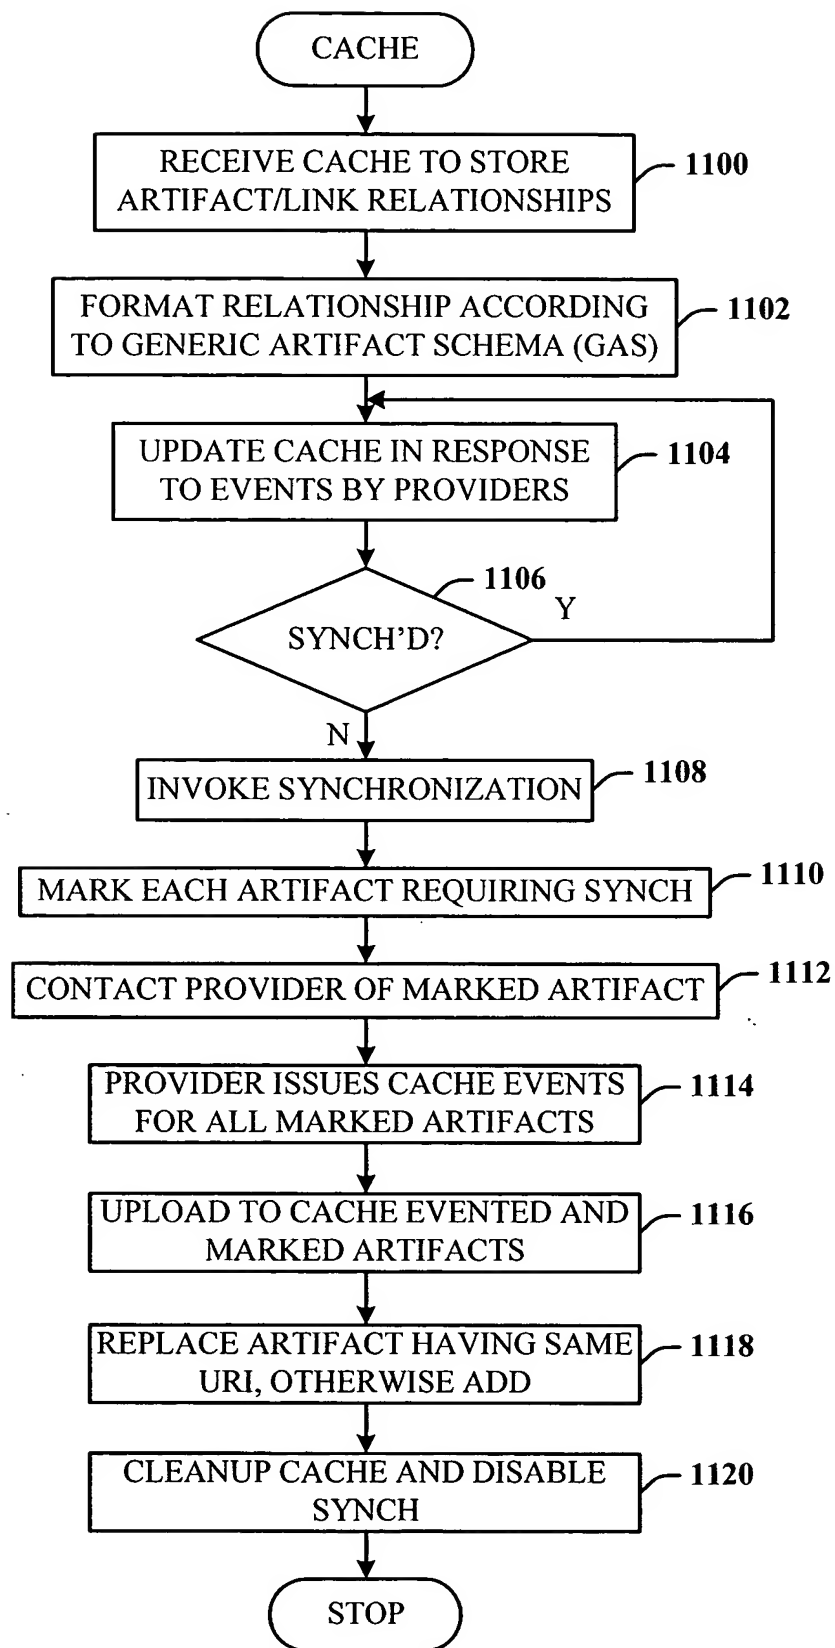 CACHE
RECEIVE CACHE TO STORE
ARTIFACT/LINK RELATIONSHIPS
1100
FORMAT RELATIONSHIP ACCORDING
TO GENERIC ARTIFACT SCHEMA (GAS)
1102
UPDATE CACHE IN RESPONSE
TO EVENTS BY PROVIDERS
1104
1106
SYNCH'D?
Y
N
INVOKE SYNCHRONIZATION
1108
MARK EACH ARTIFACT REQUIRING SYNCH
1110
CONTACT PROVIDER OF MARKED ARTIFACT
1112
PROVIDER ISSUES CACHE EVENTS
FOR ALL MARKED ARTIFACTS
1114
UPLOAD TO CACHE EVENTED AND
MARKED ARTIFACTS
1116
REPLACE ARTIFACT HAVING SAME
URI, OTHERWISE ADD
1118
CLEANUP CACHE AND DISABLE
SYNCH
1120
STOP